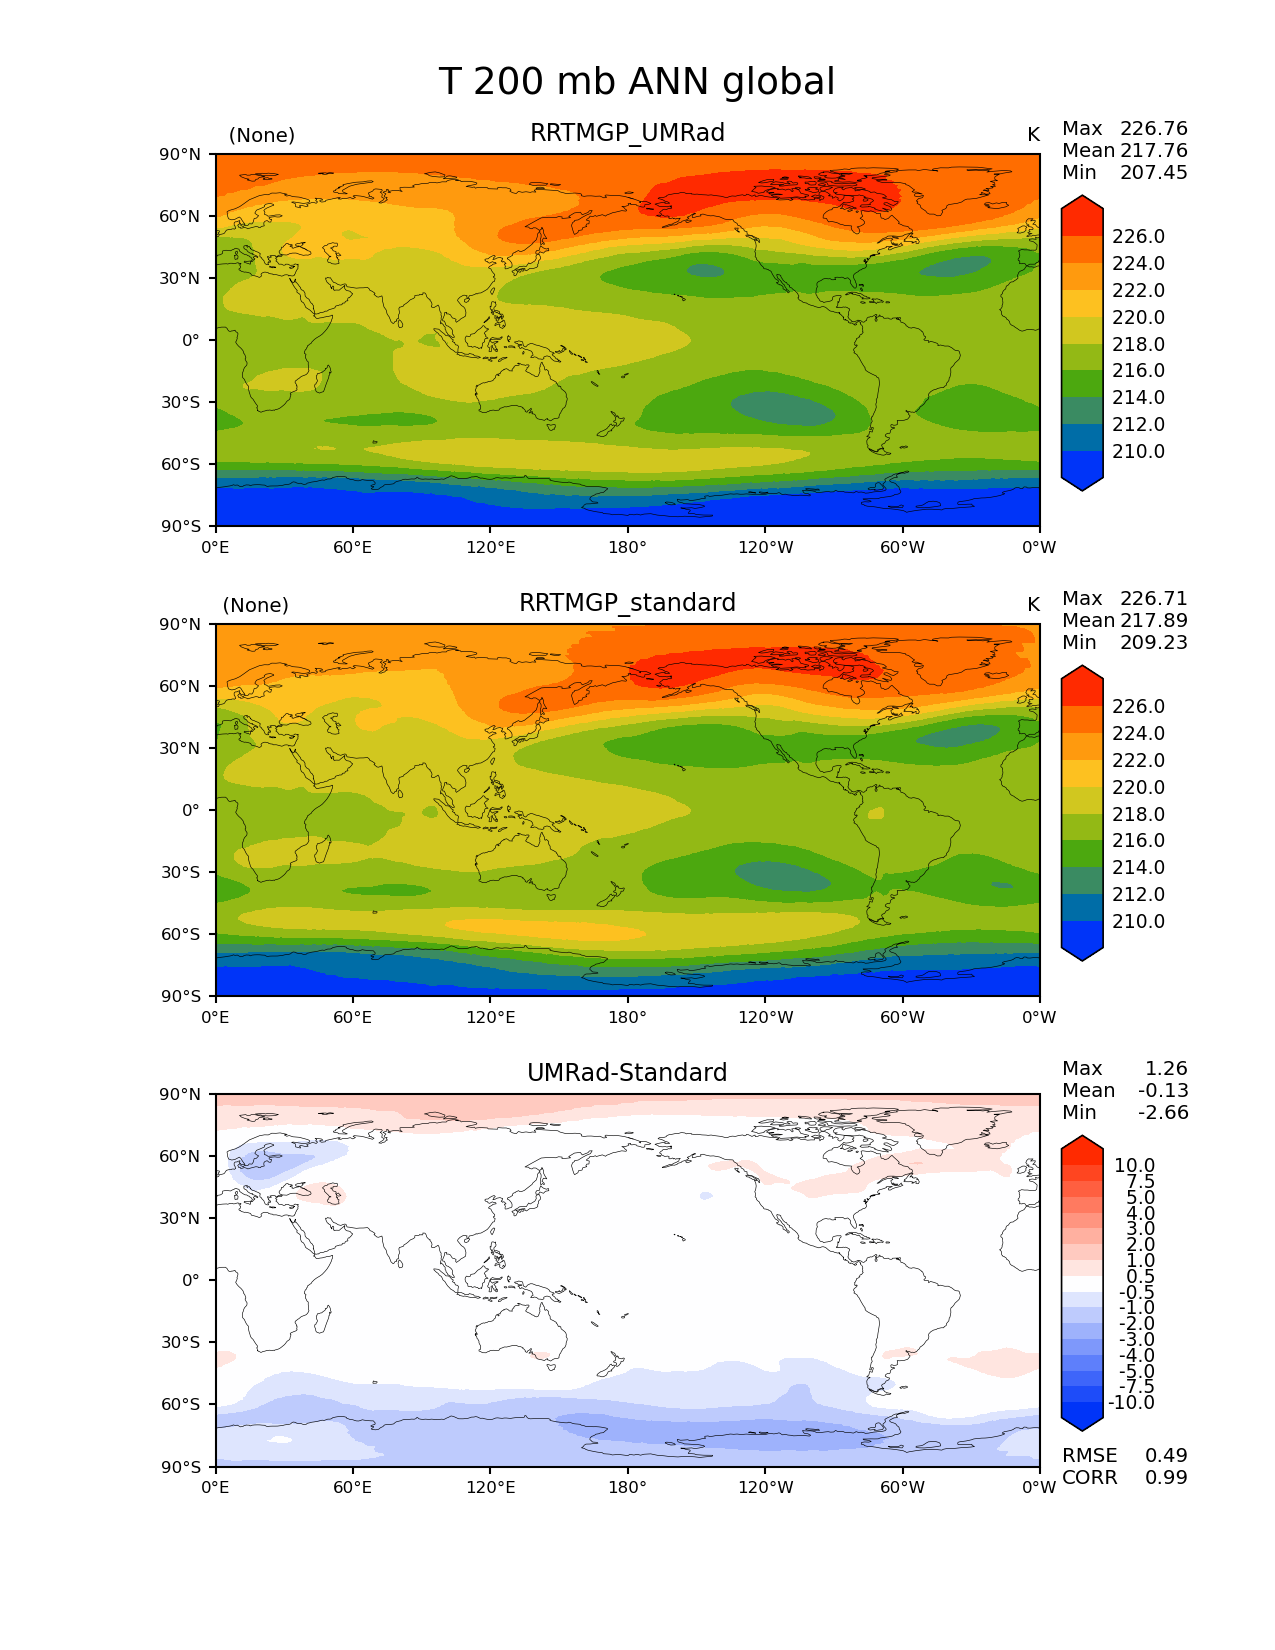 T 200 mb ANN global
(None) RRTMGP_UMRad K
Max 226.76
Mean 217.76
Min 207.45
90°N
60°N
30°N
0°
30°S
60°S
90°S
0°E 60°E 120°E 180° 120°W 60°W 0°W
226.0
224.0
222.0
220.0
218.0
216.0
214.0
212.0
210.0
(None) RRTMGP_standard K
Max 226.71
Mean 217.89
Min 209.23
90°N
60°N
30°N
0°
30°S
60°S
90°S
0°E 60°E 120°E 180° 120°W 60°W 0°W
226.0
224.0
222.0
220.0
218.0
216.0
214.0
212.0
210.0
UMRad-Standard
Max 1.26
Mean -0.13
Min -2.66
90°N
60°N
30°N
0°
30°S
60°S
90°S
0°E 60°E 120°E 180° 120°W 60°W 0°W
10.0
7.5
5.0
4.0
3.0
2.0
1.0
0.5
-0.5
-1.0
-2.0
-3.0
-4.0
-5.0
-7.5
-10.0
RMSE 0.49
CORR 0.99